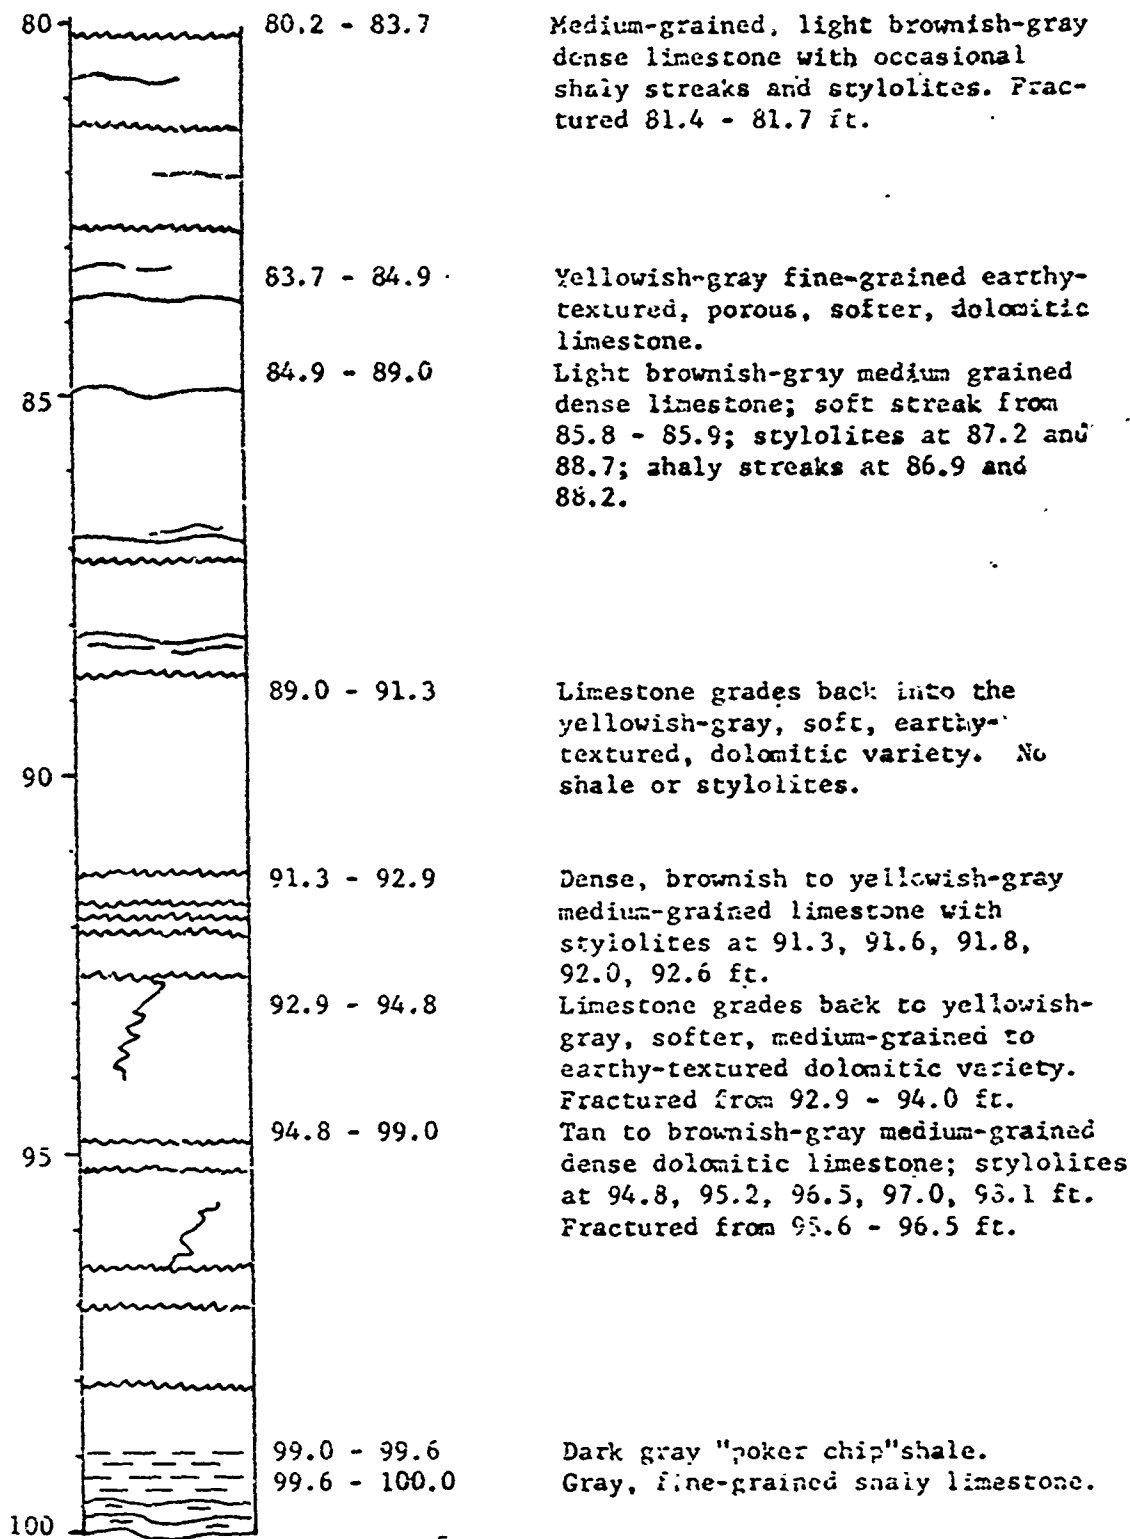 80
80.2 - 83.7 Medium-grained, light brownish-gray
dense limestone with occasional
shaly streaks and stylolites. Frac-
tured 81.4 - 81.7 ft.
83.7 - 84.9 Yellowish-gray fine-grained earthy-
textured, porous, softer, dolomitic
limestone.
84.9 - 89.0 Light brownish-gray medium grained
85 dense limestone; soft streak from
85.8 - 85.9; stylolites at 87.2 and
88.7; shaly streaks at 86.9 and
88.2.
89.0 - 91.3 Limestone grades back into the
yellowish-gray, soft, earthy-
textured, dolomitic variety. No
90 shale or stylolites.
91.3 - 92.9 Dense, brownish to yellowish-gray
medium-grained limestone with
stylolites at 91.3, 91.6, 91.8,
92.0, 92.6 ft.
92.9 - 94.8 Limestone grades back to yellowish-
gray, softer, medium-grained to
earthy-textured dolomitic variety.
Fractured from 92.9 - 94.0 ft.
94.8 - 99.0 Tan to brownish-gray medium-grained
95 dense dolomitic limestone; stylolites
at 94.8, 95.2, 96.5, 97.0, 98.1 ft.
Fractured from 95.6 - 96.5 ft.
99.0 - 99.6 Dark gray "poker chip"shale.
99.6 - 100.0 Gray, fine-grained shaly limestone.
100